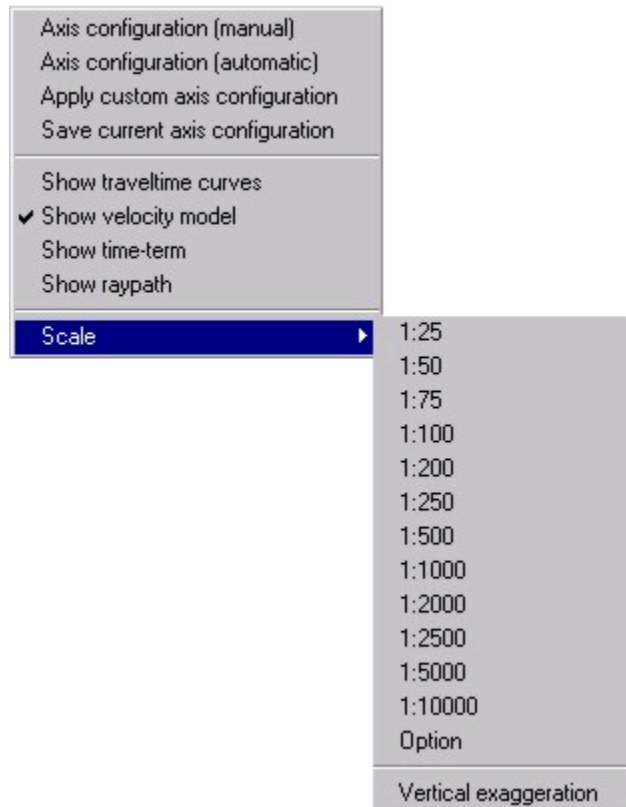 Axis configuration (manual)
Axis configuration (automatic)
Apply custom axis configuration
Save current axis configuration
Show traveltime curves
Show velocity model
Show time-term
Show raypath
Scale
1:25
1:50
1:75
1:100
1:200
1:250
1:500
1:1000
1:2000
1:2500
1:5000
1:10000
Option
Vertical exaggeration